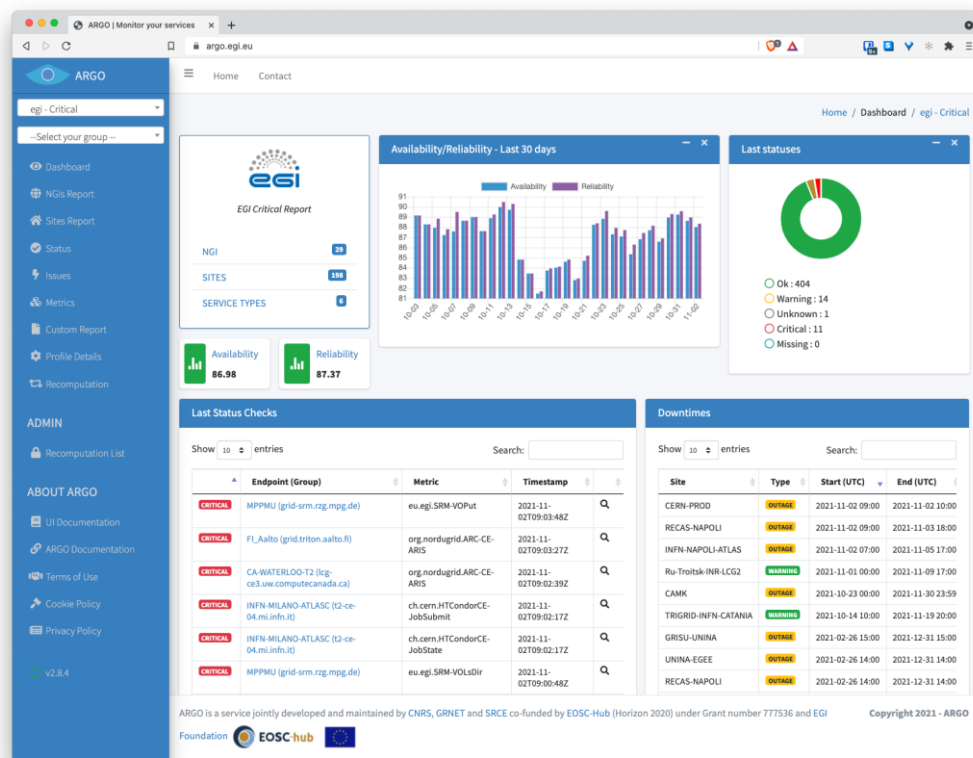 ARGO | Monitor your services
argo.egi.eu
ARGO
Home Contact
egi - Critical
--Select your group --
Dashboard
NGIs Report
Sites Report
Status
Issues
Metrics
Custom Report
Profile Details
Recomputation
ADMIN
Recomputation List
ABOUT ARGO
UI Documentation
ARGO Documentation
Terms of Use
Cookie Policy
Privacy Policy
v2.8.4
Home / Dashboard / egi - Critical
egi
EGI Critical Report
NGI 29
SITES 198
SERVICE TYPES 6
Availability
86.98
Reliability
87.37
Availability/Reliability - Last 30 days
Availability Reliability
91
90
89
88
87
86
85
84
83
82
81
10-03 10-05 10-07 10-09 10-11 10-13 10-15 10-17 10-19 10-21 10-23 10-25 10-27 10-29 10-31 11-02
Last statuses
Ok : 404
Warning : 14
Unknown : 1
Critical : 11
Missing : 0
Last Status Checks
Show 10 entries Search:
Endpoint (Group) Metric Timestamp
CRITICAL MPPMU (grid-srm.rzg.mpg.de) eu.egi.SRM-VOPut 2021-11-
02T09:03:48Z
CRITICAL FI_Aalto (grid.triton.aalto.fi) org.nordugrid.ARC-CE- 2021-11-
ARIS 02T09:03:27Z
CRITICAL CA-WATERLOO-T2 (lcg- org.nordugrid.ARC-CE- 2021-11-
ce3.uw.computecanada.ca) ARIS 02T09:02:39Z
CRITICAL INFN-MILANO-ATLASC (t2-ce- ch.cern.HTCondorCE- 2021-11-
04.mi.infn.it) JobSubmit 02T09:02:17Z
CRITICAL INFN-MILANO-ATLASC (t2-ce- ch.cern.HTCondorCE- 2021-11-
04.mi.infn.it) JobState 02T09:02:17Z
CRITICAL MPPMU (grid-srm.rzg.mpg.de) eu.egi.SRM-VOLsDir 2021-11-
02T09:00:48Z
Downtimes
Show 10 entries Search:
Site Type Start (UTC) End (UTC)
CERN-PROD OUTAGE 2021-11-02 09:00 2021-11-02 10:00
RECAS-NAPOLI OUTAGE 2021-11-02 09:00 2021-11-03 18:00
INFN-NAPOLI-ATLAS OUTAGE 2021-11-02 07:00 2021-11-05 17:00
Ru-Troitsk-INR-LCG2 WARNING 2021-11-01 00:00 2021-11-09 17:00
CAMK OUTAGE 2021-10-23 00:00 2021-11-30 23:59
TRIGRID-INFN-CATANIA WARNING 2021-10-14 10:00 2021-11-19 20:00
GRISU-UNINA OUTAGE 2021-02-26 15:00 2021-12-31 15:00
UNINA-EGEE OUTAGE 2021-02-26 14:00 2021-12-31 14:00
RECAS-NAPOLI OUTAGE 2021-02-26 14:00 2021-12-31 14:00
ARGO is a service jointly developed and maintained by CNRS, GRNET and SRCE co-funded by EOSC-Hub (Horizon 2020) under Grant number 777536 and EGI
Foundation EOSC-hub
Copyright 2021 - ARGO